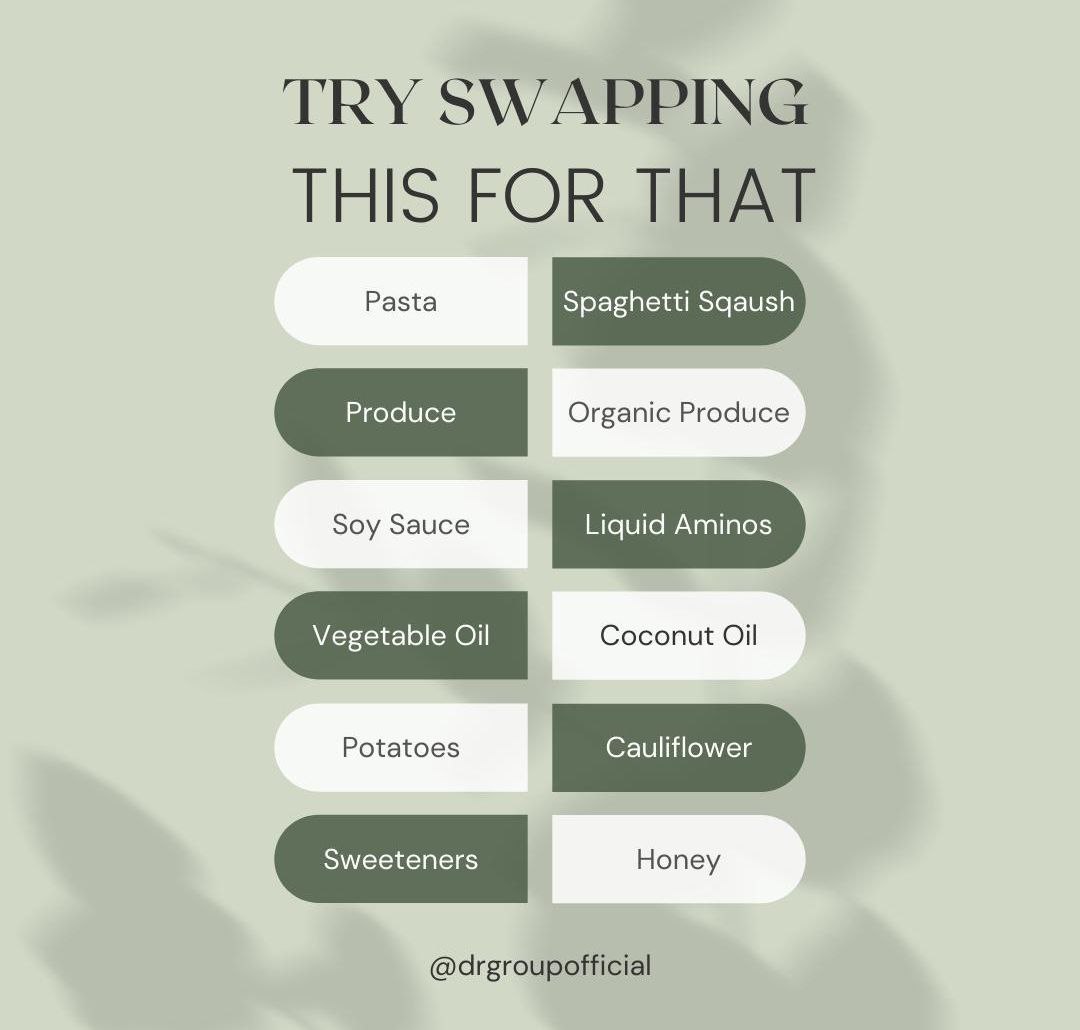 TRY SWAPPING
THIS FOR THAT
Pasta
Spaghetti Sqaush
Produce
Organic Produce
Soy Sauce
Liquid Aminos
Vegetable Oil
Coconut Oil
Potatoes
Cauliflower
Sweeteners
Honey
@drgroupofficial